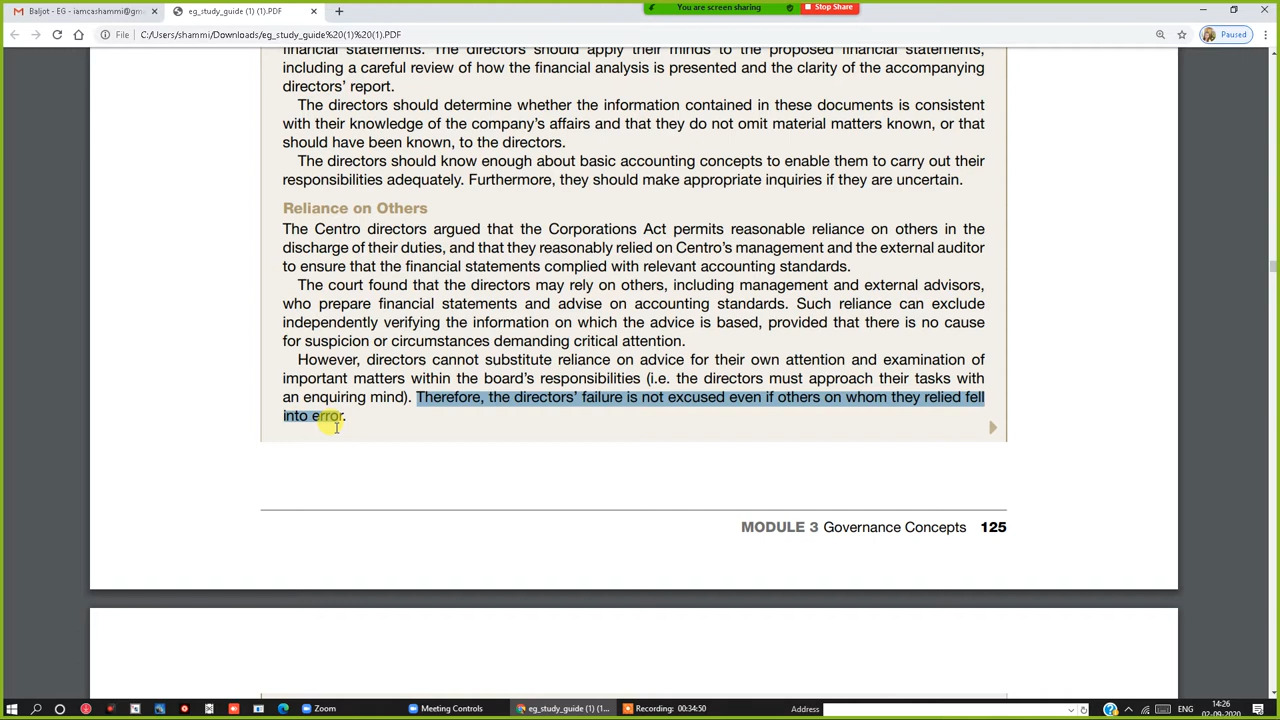 Baljot - EG - iamcashammi@gm
eg_study_guide (1) (1).PDF
You are screen sharing
Stop Share
File
C:/Users/shammi/Downloads/eg_study_guide%20(1)%20(1).PDF
Paused
financial statements. The directors should apply their minds to the proposed financial statements,
including a careful review of how the financial analysis is presented and the clarity of the accompanying
directors' report.
The directors should determine whether the information contained in these documents is consistent
with their knowledge of the company's affairs and that they do not omit material matters known, or that
should have been known, to the directors.
The directors should know enough about basic accounting concepts to enable them to carry out their
responsibilities adequately. Furthermore, they should make appropriate inquiries if they are uncertain.
Reliance on Others
The Centro directors argued that the Corporations Act permits reasonable reliance on others in the
discharge of their duties, and that they reasonably relied on Centro's management and the external auditor
to ensure that the financial statements complied with relevant accounting standards.
The court found that the directors may rely on others, including management and external advisors,
who prepare financial statements and advise on accounting standards. Such reliance can exclude
independently verifying the information on which the advice is based, provided that there is no cause
for suspicion or circumstances demanding critical attention.
However, directors cannot substitute reliance on advice for their own attention and examination of
important matters within the board's responsibilities (i.e. the directors must approach their tasks with
an enquiring mind). Therefore, the directors' failure is not excused even if others on whom they relied fell
into error.
MODULE 3 Governance Concepts 125
Zoom
Meeting Controls
eg_study_guide (1) (1...
Recording: 00:34:50
Address
ENG
14:26
02-09-2020